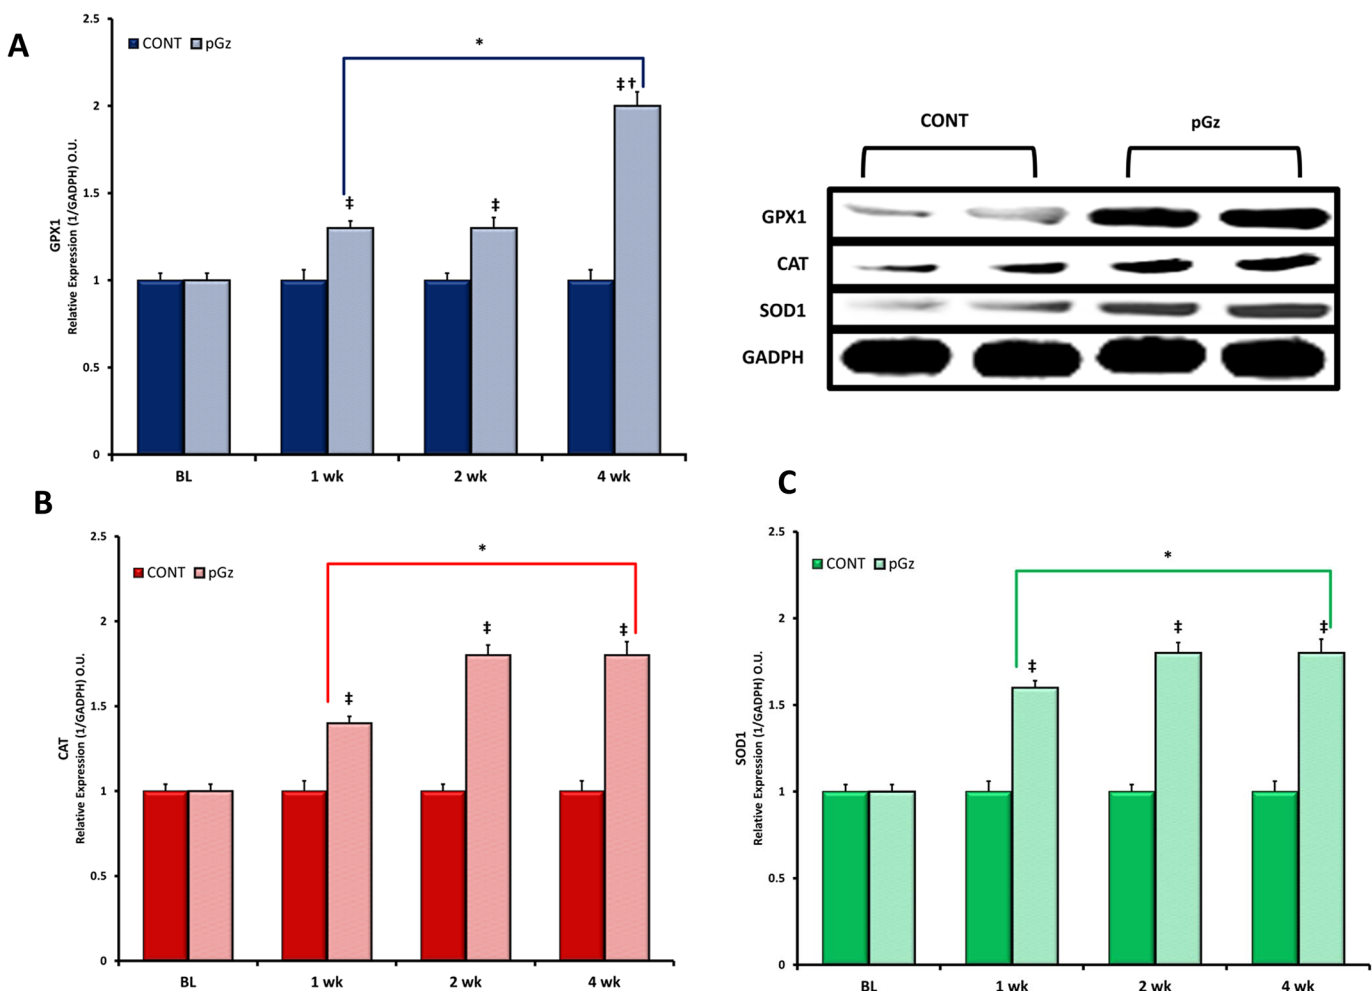 A
2.5
2
1.5
1
0.5
0
GPX1
Relative Expression (1/GADPH) O.U.
CONT pGz
*
‡
‡
‡†
BL 1 wk 2 wk 4 wk
CONT pGz
GPX1
CAT
SOD1
GADPH
B
2.5
2
1.5
1
0.5
0
CAT
Relative Expression (1/GADPH) O.U.
CONT pGz
*
‡
‡
‡
BL 1 wk 2 wk 4 wk
C
2.5
2
1.5
1
0.5
0
SOD1
Relative Expression (1/GADPH) O.U.
CONT pGz
*
‡
‡
‡
BL 1 wk 2 wk 4 wk